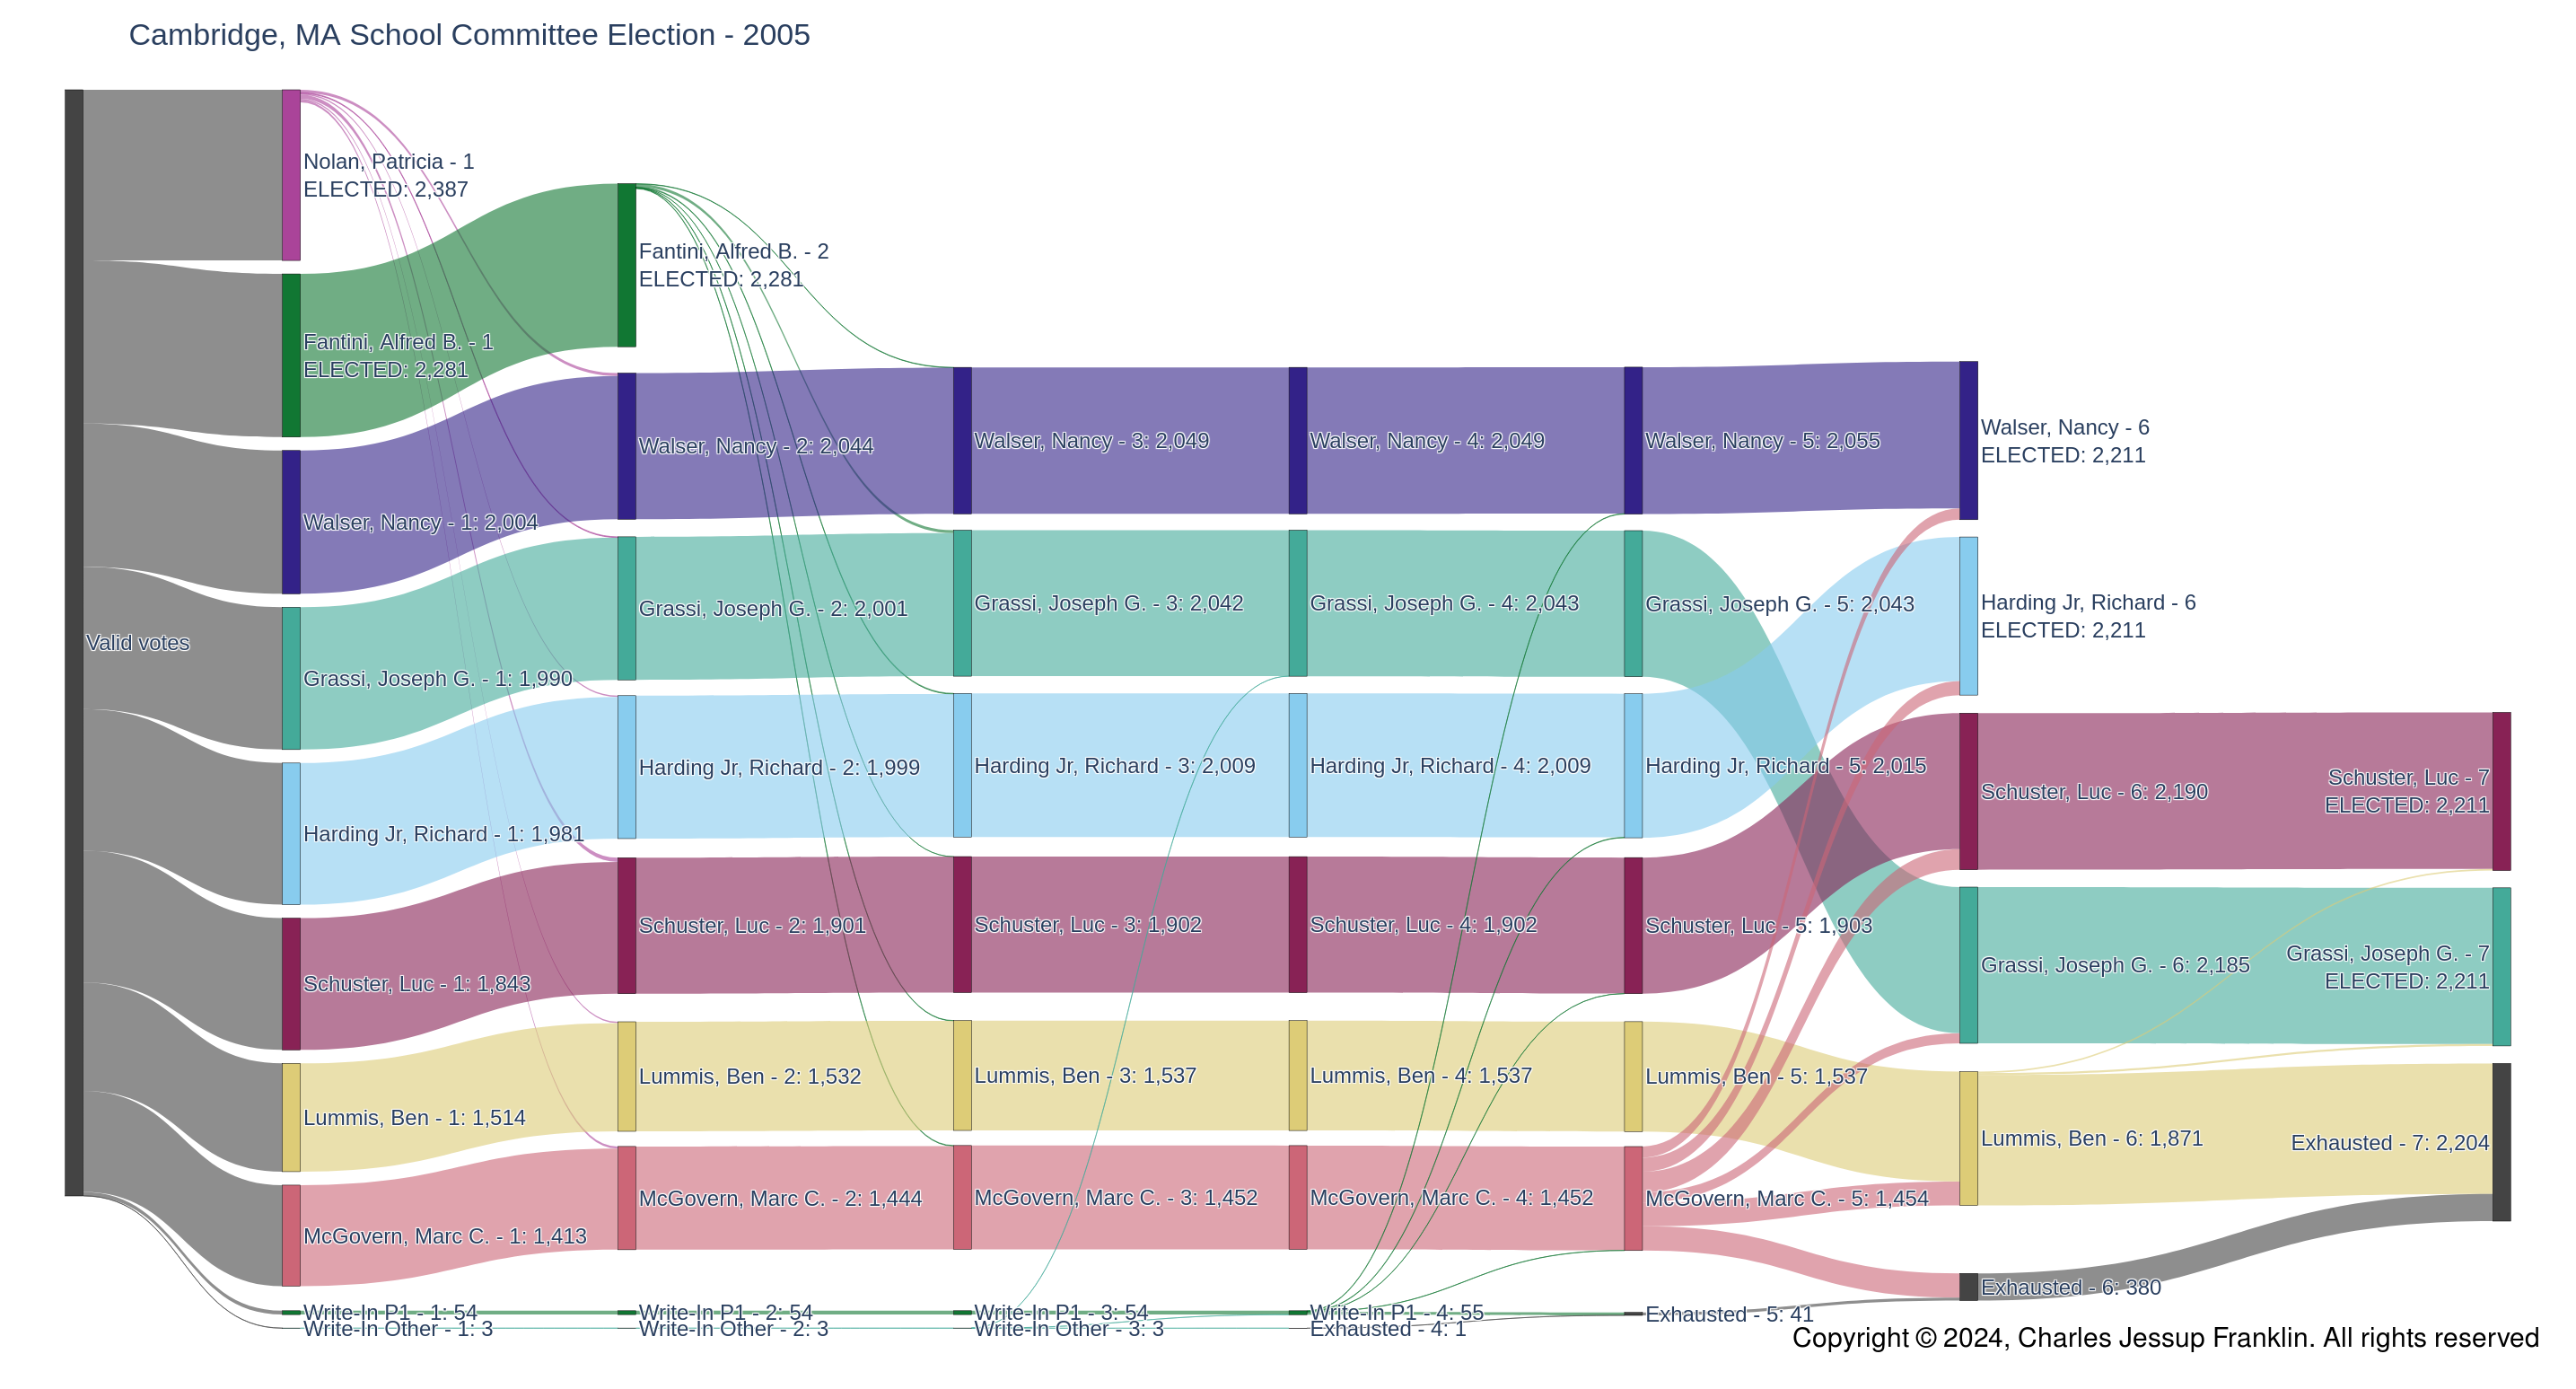 Cambridge, MA School Committee Election - 2005
Valid votes
Nolan, Patricia - 1
ELECTED: 2,387
Fantini, Alfred B. - 1
ELECTED: 2,281
Walser, Nancy - 1: 2,004
Grassi, Joseph G. - 1: 1,990
Harding Jr, Richard - 1: 1,981
Schuster, Luc - 1: 1,843
Lummis, Ben - 1: 1,514
McGovern, Marc C. - 1: 1,413
Write-In P1 - 1: 54
Write-In Other - 1: 3
Fantini, Alfred B. - 2
ELECTED: 2,281
Walser, Nancy - 2: 2,044
Grassi, Joseph G. - 2: 2,001
Harding Jr, Richard - 2: 1,999
Schuster, Luc - 2: 1,901
Lummis, Ben - 2: 1,532
McGovern, Marc C. - 2: 1,444
Write-In P1 - 2: 54
Write-In Other - 2: 3
Walser, Nancy - 3: 2,049
Grassi, Joseph G. - 3: 2,042
Harding Jr, Richard - 3: 2,009
Schuster, Luc - 3: 1,902
Lummis, Ben - 3: 1,537
McGovern, Marc C. - 3: 1,452
Write-In P1 - 3: 54
Write-In Other - 3: 3
Walser, Nancy - 4: 2,049
Grassi, Joseph G. - 4: 2,043
Harding Jr, Richard - 4: 2,009
Schuster, Luc - 4: 1,902
Lummis, Ben - 4: 1,537
McGovern, Marc C. - 4: 1,452
Write-In P1 - 4: 55
Exhausted - 4: 1
Walser, Nancy - 5: 2,055
Grassi, Joseph G. - 5: 2,043
Harding Jr, Richard - 5: 2,015
Schuster, Luc - 5: 1,903
Lummis, Ben - 5: 1,537
McGovern, Marc C. - 5: 1,454
Exhausted - 5: 41
Walser, Nancy - 6
ELECTED: 2,211
Harding Jr, Richard - 6
ELECTED: 2,211
Schuster, Luc - 6: 2,190
Grassi, Joseph G. - 6: 2,185
Lummis, Ben - 6: 1,871
Exhausted - 6: 380
Schuster, Luc - 7
ELECTED: 2,211
Grassi, Joseph G. - 7
ELECTED: 2,211
Exhausted - 7: 2,204
Copyright © 2024, Charles Jessup Franklin. All rights reserved